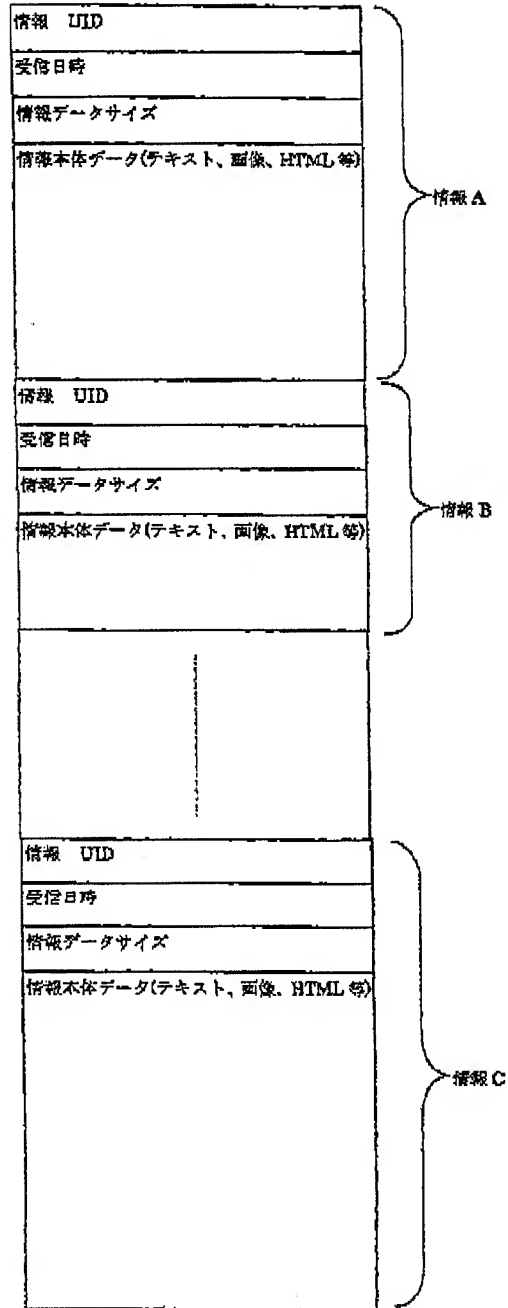 情報　UID
受信日時
情報データサイズ
情報本体データ(テキスト、画像、HTML 等)
情報 A
情報　UID
受信日時
情報データサイズ
情報本体データ(テキスト、画像、HTML 等)
情報 B
情報　UID
受信日時
情報データサイズ
情報本体データ(テキスト、画像、HTML 等)
情報 C